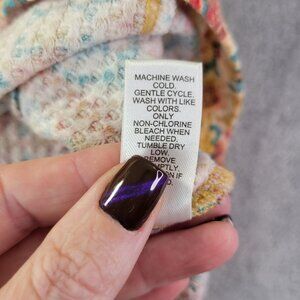 MACHINE WASH
COLD.
GENTLE CYCLE.
WASH WITH LIKE
COLORS.
ONLY
NON-CHLORINE
BLEACH WHEN
NEEDED.
TUMBLE DRY
LOW.
REMOVE
IF